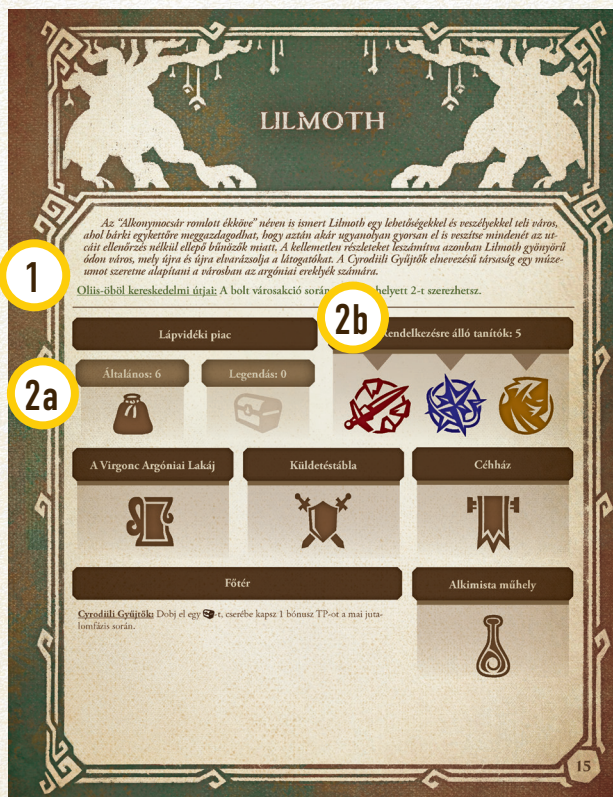 LILMOTH
Az “Alkonymocsár romlott ékköve” néven is ismert Lilmoth egy lehetőségekkel és veszélyekkel teli város,
ahol bárki egykettőre meggazdagodhat, hogy aztán akár ugyanolyan gyorsan el is veszítse mindenét az ut-
cáit ellenőrzés nélkül ellepő bűnözők miatt. A kellemetlen részleteket leszámítva azonban Lilmoth gyönyörű
ódon város, mely újra és újra elvarázsolja a látogatókat. A Cyrodiil Gyűjtők elnevezésű társaság egy múze-
umot szeretne alapítani a városban az argóniai ereklyék számára.
1
Oliis-öböl kereskedelmi útjai: A bolt városakció során helyett 2-t szerezhetsz.
2b
Lápvidéki piac
Rendelkezésre álló tanítók: 5
2a
Általános: 6
Legendás: 0
A Virgonc Argóniai Lakáj
Küldetéstábla
Céhház
Főtér
Alkimista műhely
Cyrodiili Gyűjtők: Dobj el egy -t, cserébe kapsz 1 bónusz TP-ot a mai juta-
lomfázis során.
15